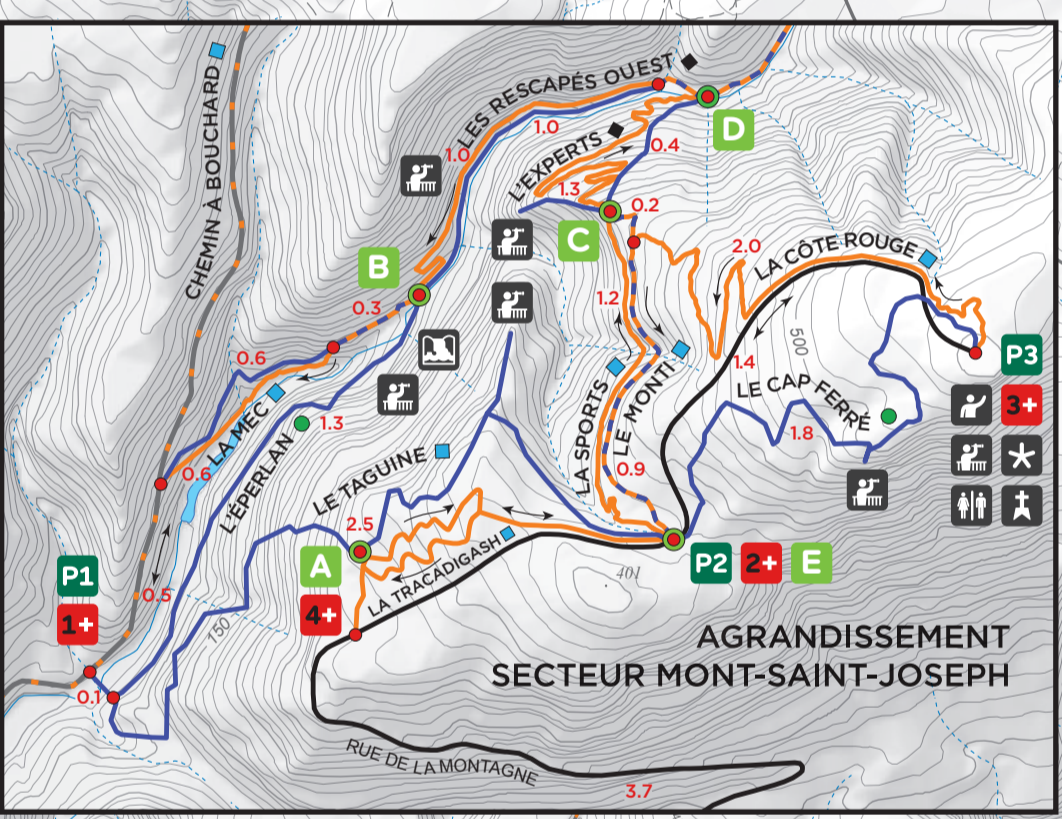 CHEMIN À BOUCHARD
LES RESCAPÉS OUEST
1.0
1.0
D
L'EXPERTS
0.4
1.3
0.2
C
B
0.3
2.0
LA CÔTE ROUGE
1.2
500
1.4
P3
3+
0.6
LA MEC
0.6
L'ÉPERLAN
1.3
LA SPORTS
LE MONTI
0.9
LE CAP FERRÉ
1.8
LE TAGUINE
2.5
A
4+
LA TRACADIGASH
P2
2+
E
401
P1
1+
0.5
150
0.1
AGRANDISSEMENT
SECTEUR MONT-SAINT-JOSEPH
RUE DE LA MONTAGNE
3.7